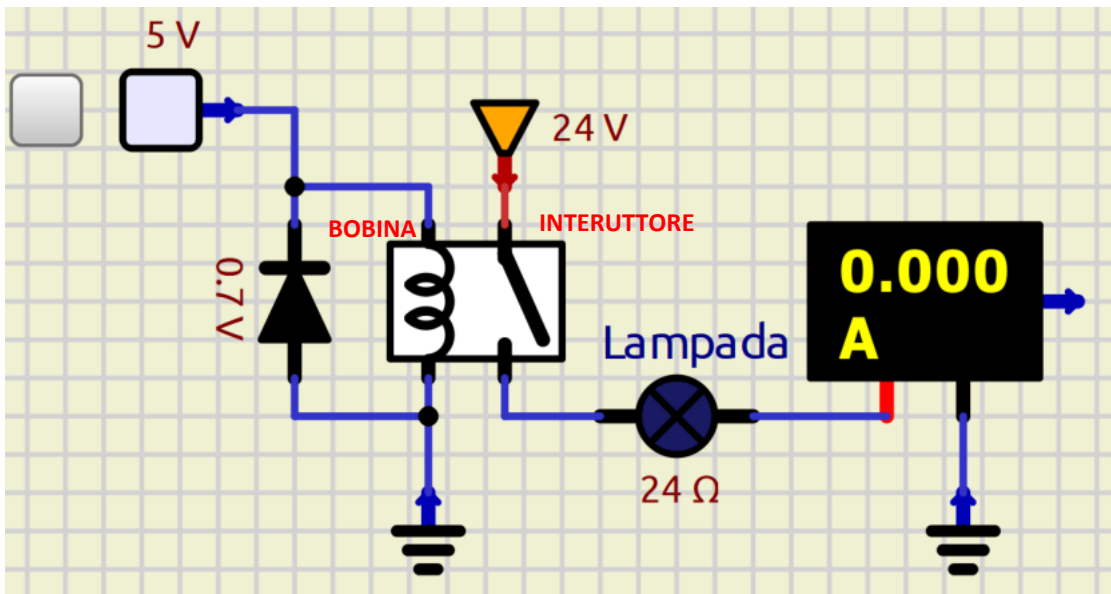 5 V
24 V
BOBINA
INTERUTTORE
0.7 V
0.000
A
Lampada
24 Ω